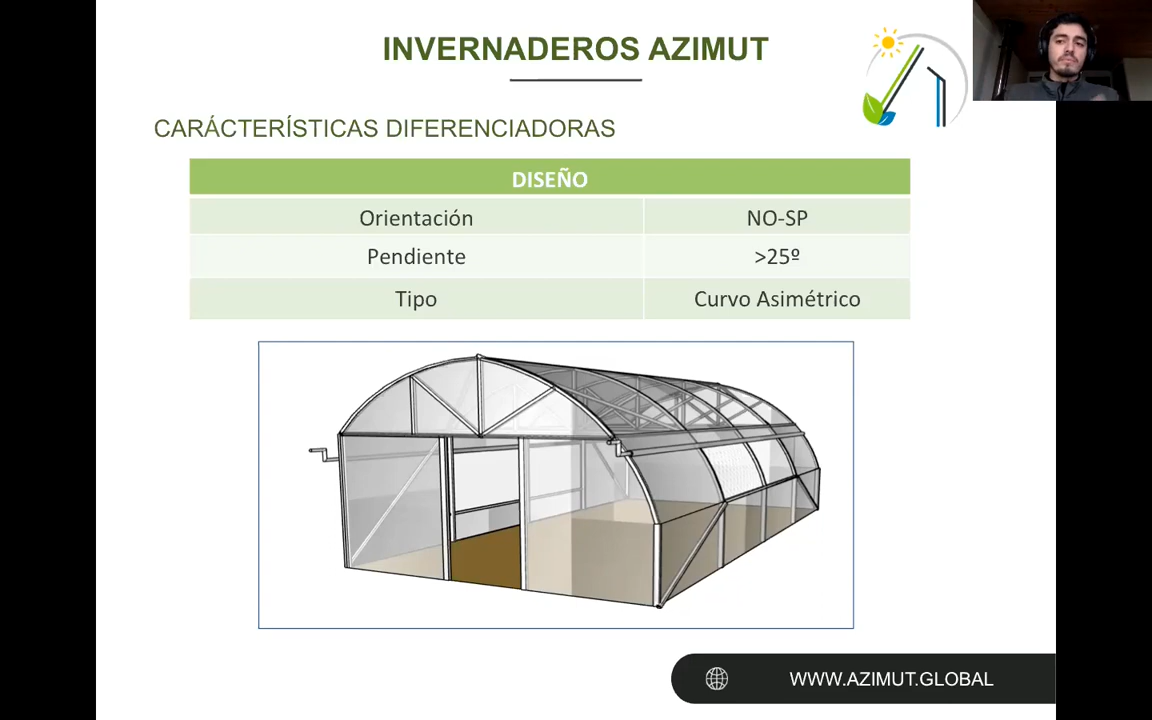 INVERNADEROS AZIMUT
CARÁCTERÍSTICAS DIFERENCIADORAS
DISEÑO
Orientación NO-SP
Pendiente >25º
Tipo Curvo Asimétrico
WWW.AZIMUT.GLOBAL